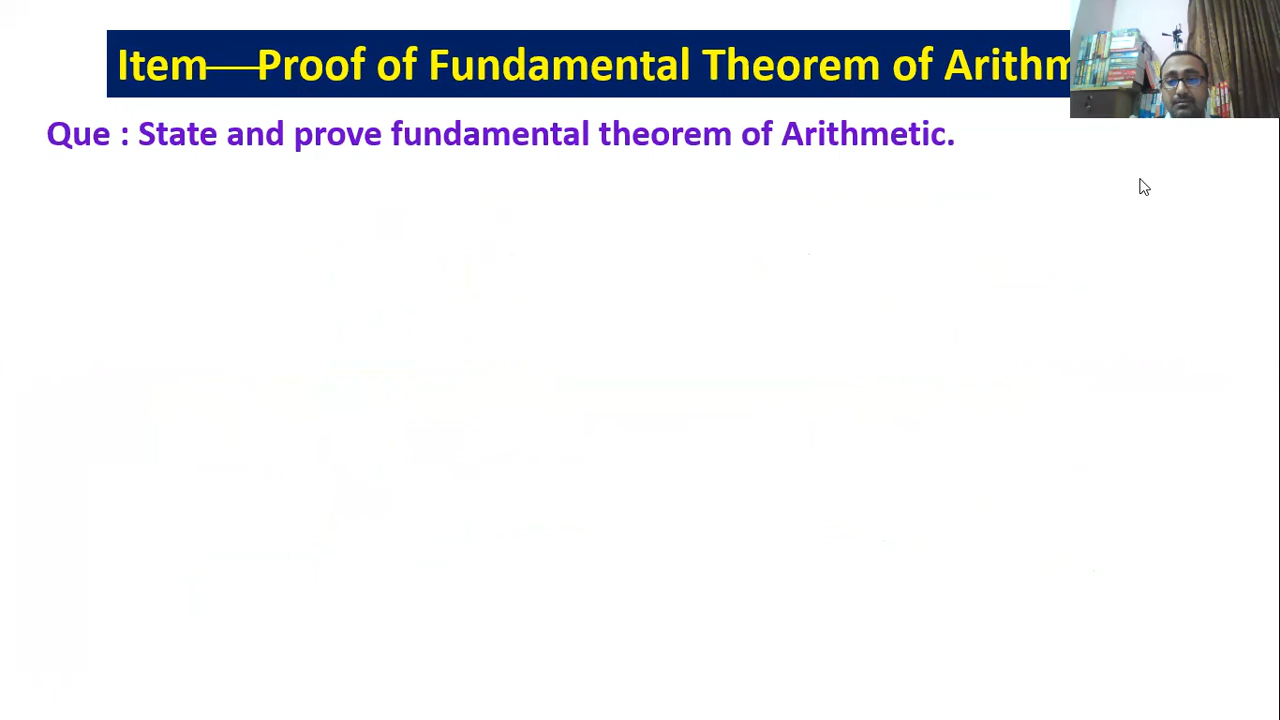 Item—Proof of Fundamental Theorem of Arithm
Que : State and prove fundamental theorem of Arithmetic.